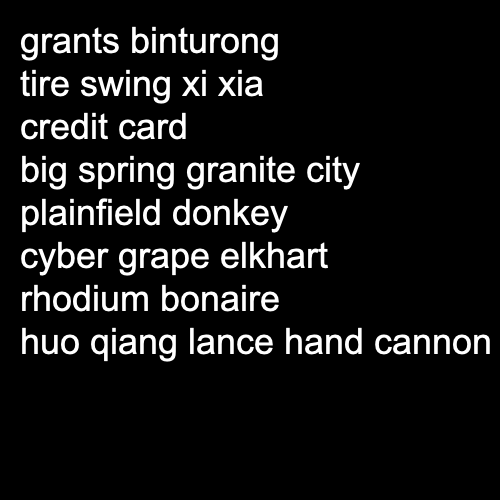 grants binturong
tire swing xi xia
credit card
big spring granite city
plainfield donkey
cyber grape elkhart
rhodium bonaire
huo qiang lance hand cannon